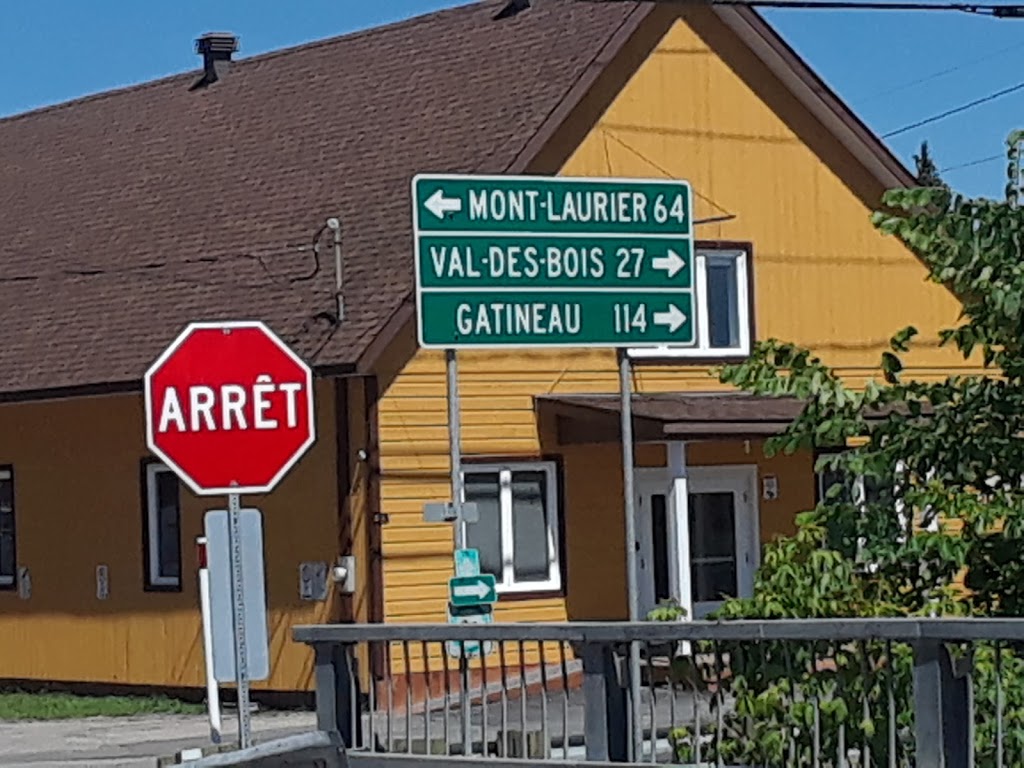 MONT-LAURIER 64
VAL-DES-BOIS 27
GATINEAU 114
ARRÊT